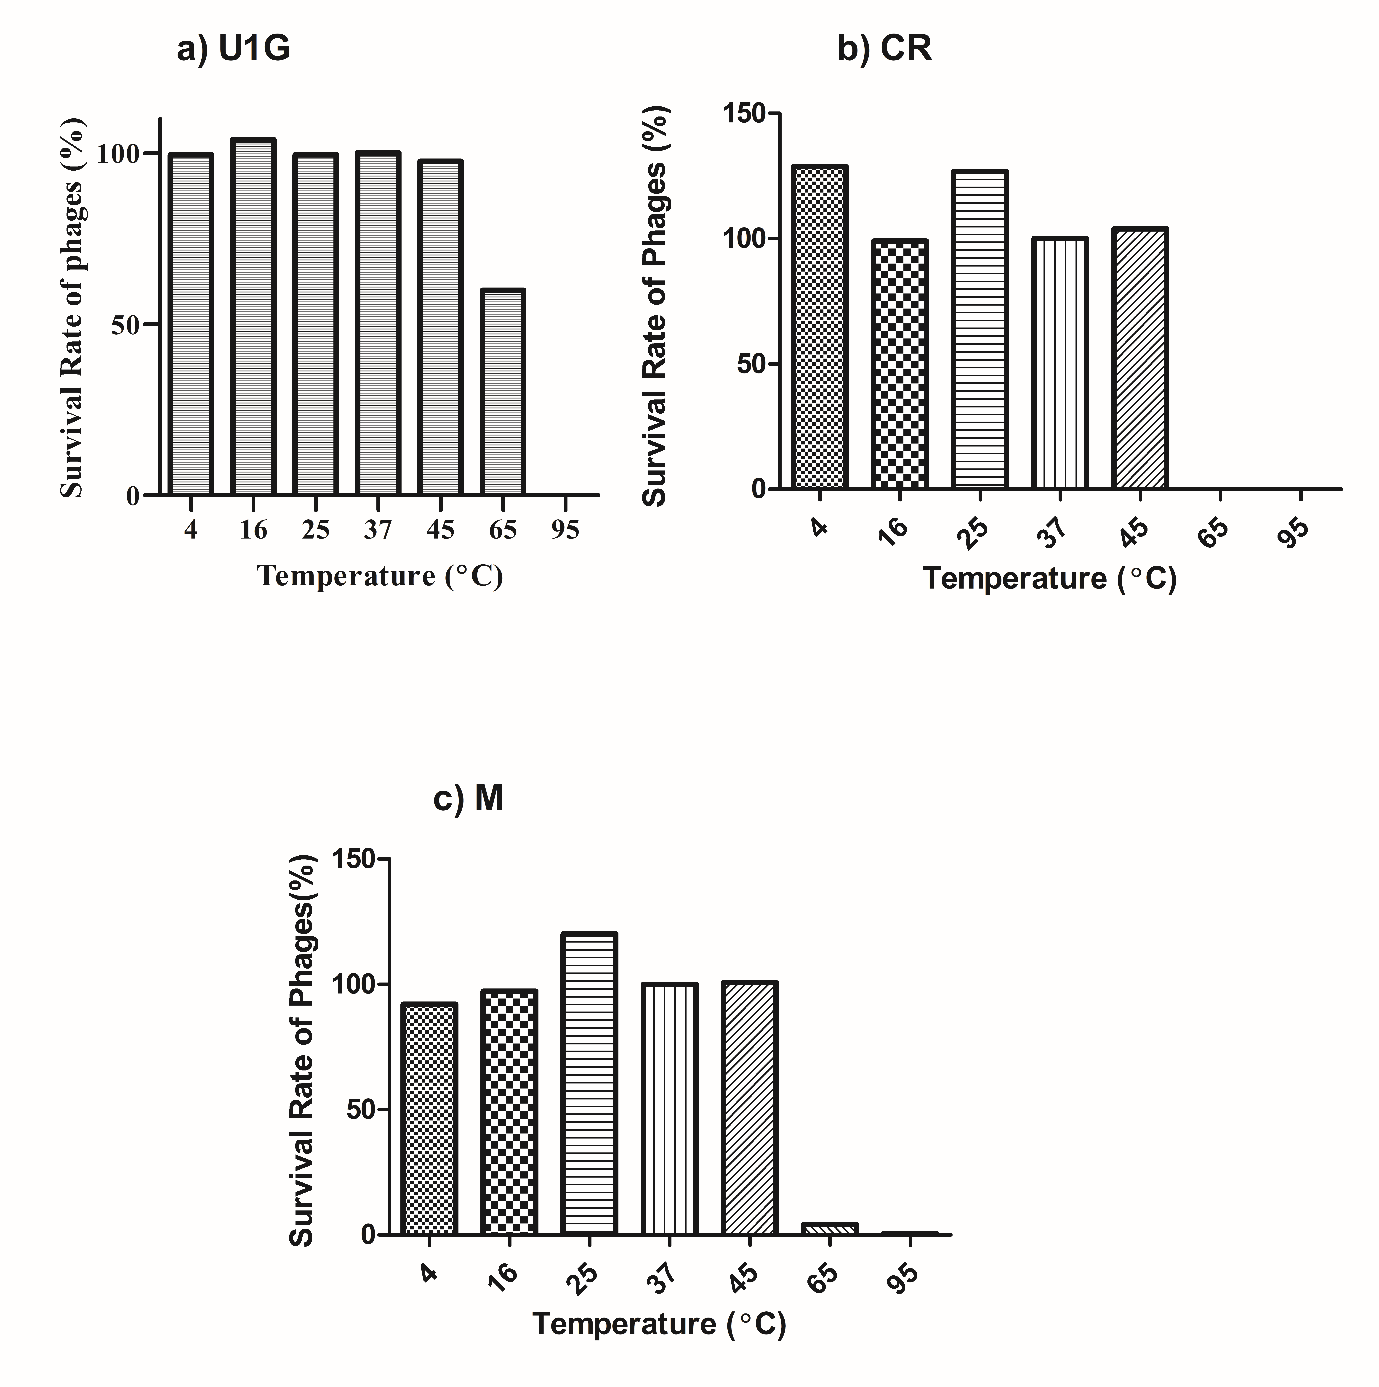 a) U1G
Survival Rate of phages (%)
100
50
0
4 16 25 37 45 65 95
Temperature (°C)
b) CR
Survival Rate of Phages (%)
150
100
50
0
4 16 25 37 45 65 95
Temperature (°C)
c) M
Survival Rate of Phages(%)
150
100
50
0
4 16 25 37 45 65 95
Temperature (°C)